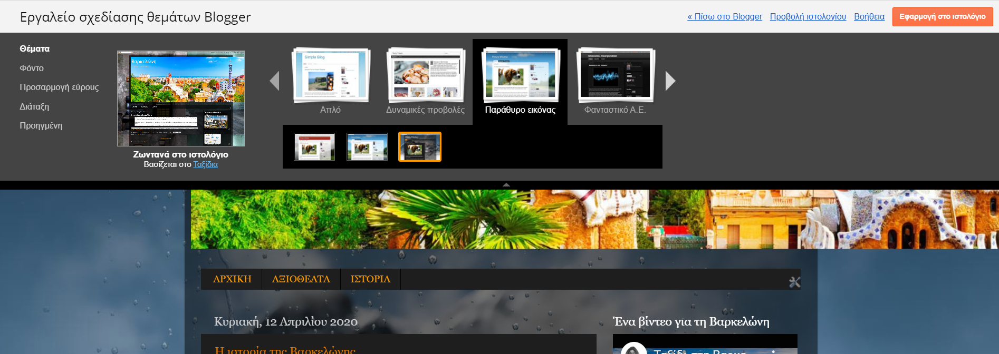 Εργαλείο σχεδίασης θεμάτων Blogger
« Πίσω στο Blogger Προβολή ιστολογίου Βοήθεια Εφαρμογή στο ιστολόγιο
Θέματα
Φόντο
Προσαρμογή εύρους
Διάταξη
Προηγμένη
Βαρκελώνη
Ζωντανά στο ιστολόγιο
Βασίζεται στο Ταξίδια
Simple Blog
Awesome, Incorporation
Απλό
Δυναμικές προβολές
Παράθυρο εικόνας
Φανταστικό Α.Ε.
ΑΡΧΙΚΗ ΑΞΙΟΘΕΑΤΑ ΙΣΤΟΡΙΑ
Κυριακή, 12 Απριλίου 2020
Η ιστορία της Βαρκελώνης
Ένα βίντεο για τη Βαρκελώνη
Ταξίδι στη Βαρκε...